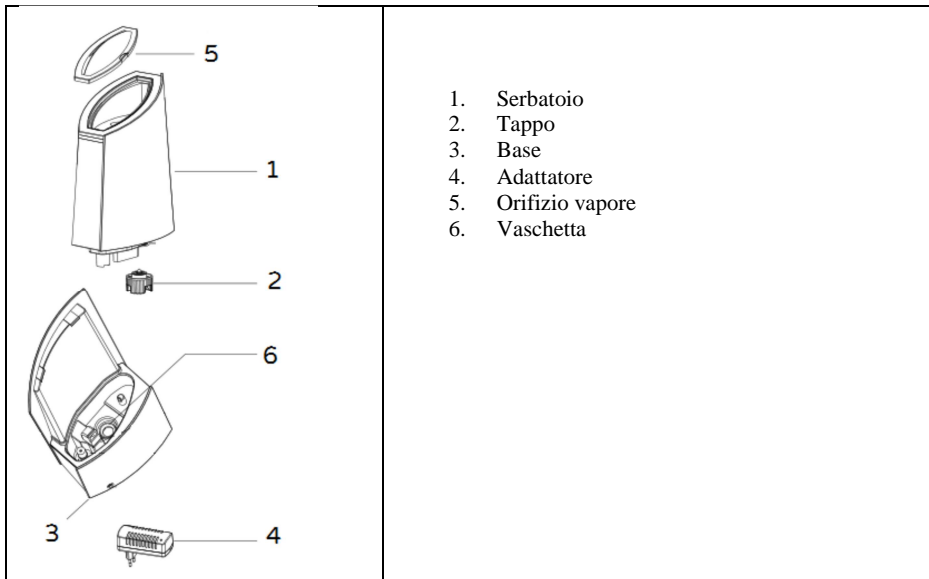 5
1
2
6
3
4
1. Serbatoio
2. Tappo
3. Base
4. Adattatore
5. Orifizio vapore
6. Vaschetta